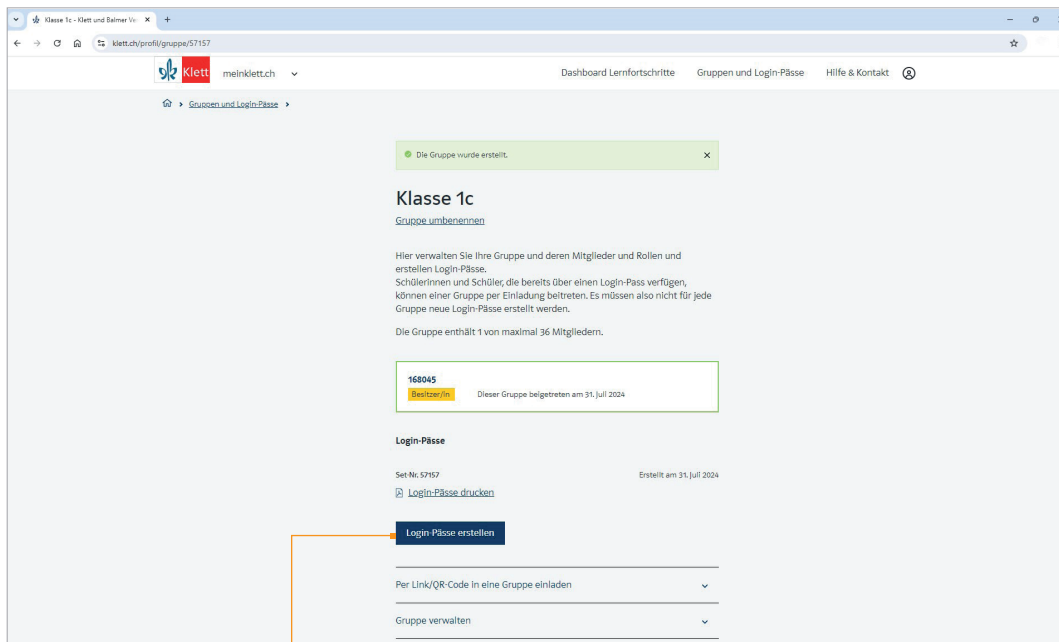 Klasse 1c - Klett und Balmer Ve
klett.ch/profil/gruppe/57157
Klett
meinklett.ch
Dashboard Lernfortschritte
Gruppen und Login-Pässe
Hilfe & Kontakt
Gruppen und Login-Pässe
Die Gruppe wurde erstellt.
Klasse 1c
Gruppe umbenennen
Hier verwalten Sie Ihre Gruppe und deren Mitglieder und Rollen und
erstellen Login-Pässe.
Schülerinnen und Schüler, die bereits über einen Login-Pass verfügen,
können einer Gruppe per Einladung beitreten. Es müssen also nicht für jede
Gruppe neue Login-Pässe erstellt werden.
Die Gruppe enthält 1 von maximal 36 Mitgliedern.
168045
Besitzer/in Dieser Gruppe beigetreten am 31. Juli 2024
Login-Pässe
Set-Nr. 57157 Erstellt am 31. Juli 2024
Login-Pässe drucken
Login-Pässe erstellen
Per Link/QR-Code in eine Gruppe einladen
Gruppe verwalten